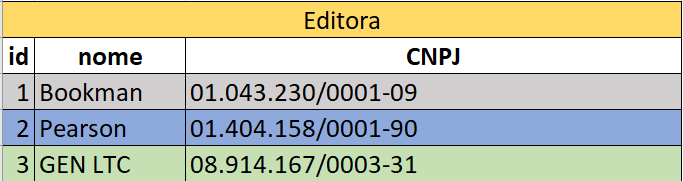 Editora
id nome CNPJ
1 Bookman 01.043.230/0001-09
2 Pearson 01.404.158/0001-90
3 GEN LTC 08.914.167/0003-31